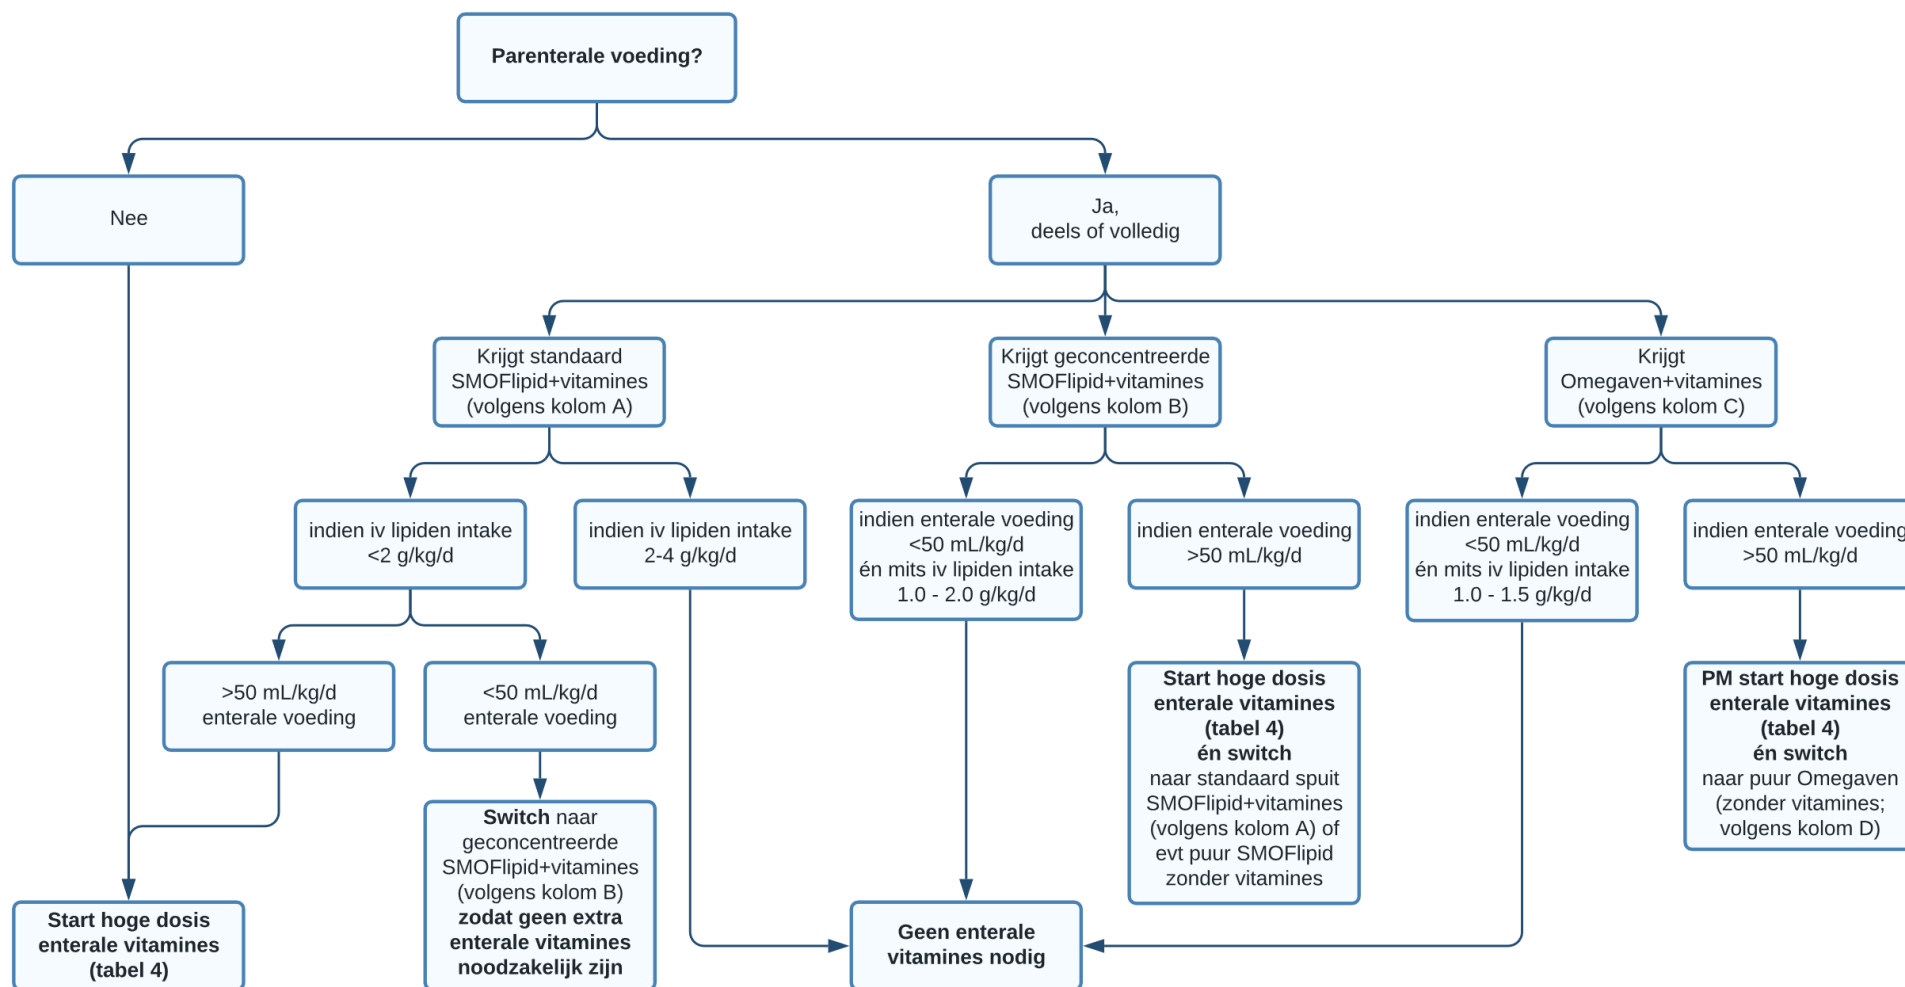 Parenterale voeding?
Nee
Ja,
deels of volledig
Krijgt standaard
SMOFlipid+vitamines
(volgens kolom A)
Krijgt geconcentreerde
SMOFlipid+vitamines
(volgens kolom B)
Krijgt
Omegaven+vitamines
(volgens kolom C)
indien iv lipiden intake
<2 g/kg/d
indien iv lipiden intake
2-4 g/kg/d
indien enterale voeding
<50 mL/kg/d
én mits iv lipiden intake
1.0 - 2.0 g/kg/d
indien enterale voeding
>50 mL/kg/d
indien enterale voeding
<50 mL/kg/d
én mits iv lipiden intake
1.0 - 1.5 g/kg/d
indien enterale voeding
>50 mL/kg/d
>50 mL/kg/d
enterale voeding
<50 mL/kg/d
enterale voeding
Start hoge dosis
enterale vitamines
(tabel 4)
én switch
naar standaard spuit
SMOFlipid+vitamines
(volgens kolom A) of
evt puur SMOFlipid
zonder vitamines
PM start hoge dosis
enterale vitamines
(tabel 4)
én switch
naar puur Omegaven
(zonder vitamines;
volgens kolom D)
Switch naar
geconcentreerde
SMOFlipid+vitamines
(volgens kolom B)
zodat geen extra
enterale vitamines
noodzakelijk zijn
Start hoge dosis
enterale vitamines
(tabel 4)
Geen enterale
vitamines nodig